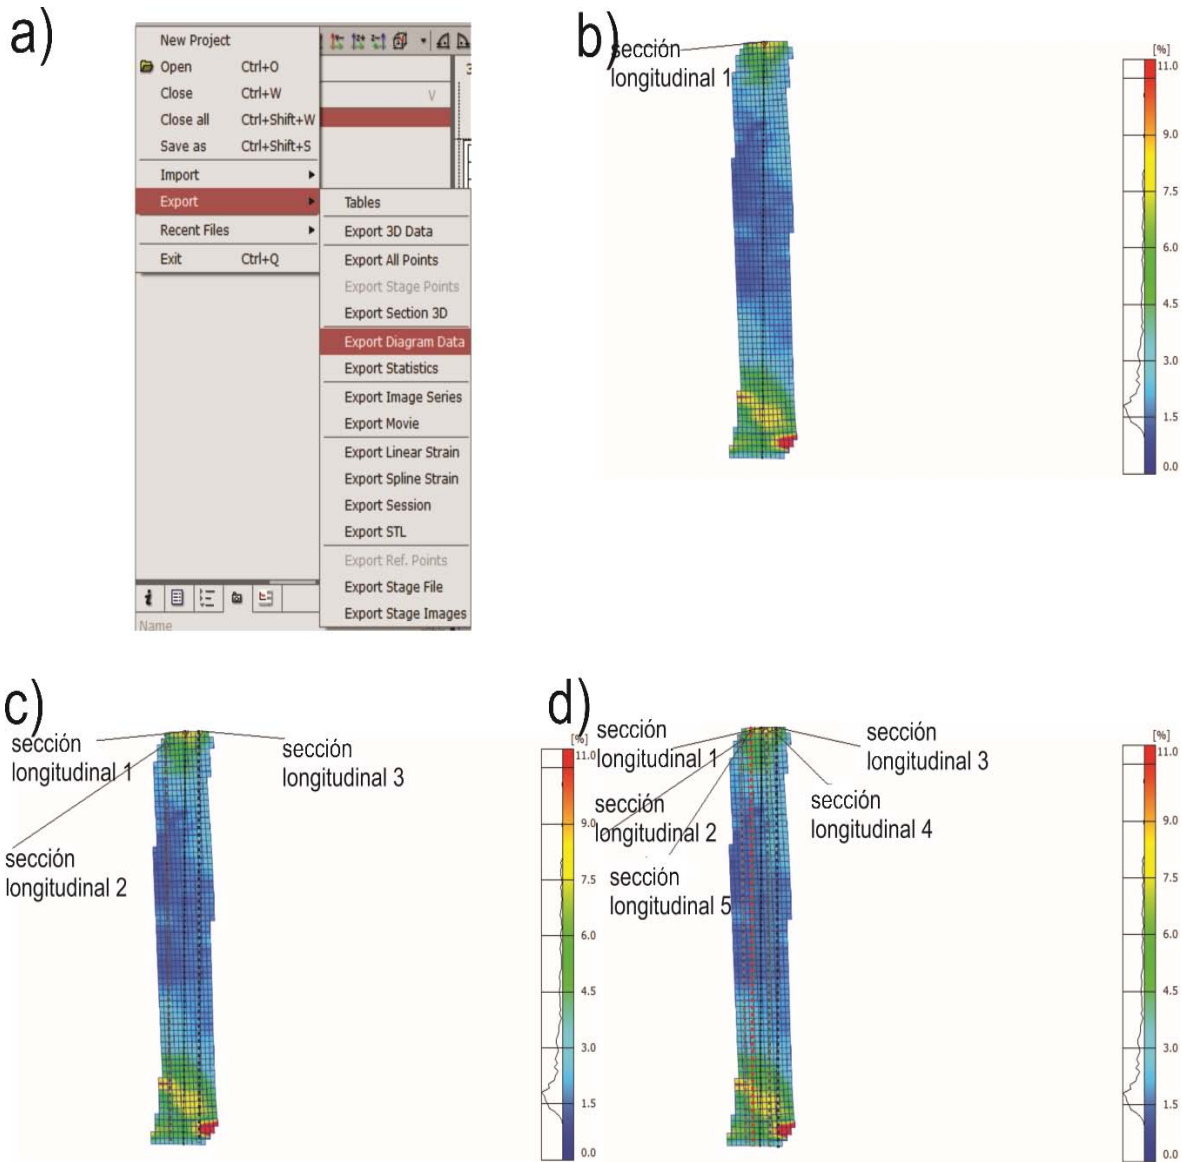 a)
New Project
Open Ctrl+O
Close Ctrl+W
Close all Ctrl+Shift+W
Save as Ctrl+Shift+S
Import
Export
Recent Files
Exit Ctrl+Q
Tables
Export 3D Data
Export All Points
Export Stage Points
Export Section 3D
Export Diagram Data
Export Statistics
Export Image Series
Export Movie
Export Linear Strain
Export Spline Strain
Export Session
Export STL
Export Ref. Points
Export Stage File
Export Stage Images
Name
b)
sección
longitudinal 1
[%]
11.0
9.0
7.5
6.0
4.5
3.0
1.5
0.0
c)
sección
longitudinal 1
sección
longitudinal 3
sección
longitudinal 2
[%]
11.0
9.0
7.5
6.0
4.5
3.0
1.5
0.0
d)
sección
longitudinal 1
sección
longitudinal 3
sección
longitudinal 2
sección
longitudinal 4
sección
longitudinal 5
[%]
11.0
9.0
7.5
6.0
4.5
3.0
1.5
0.0